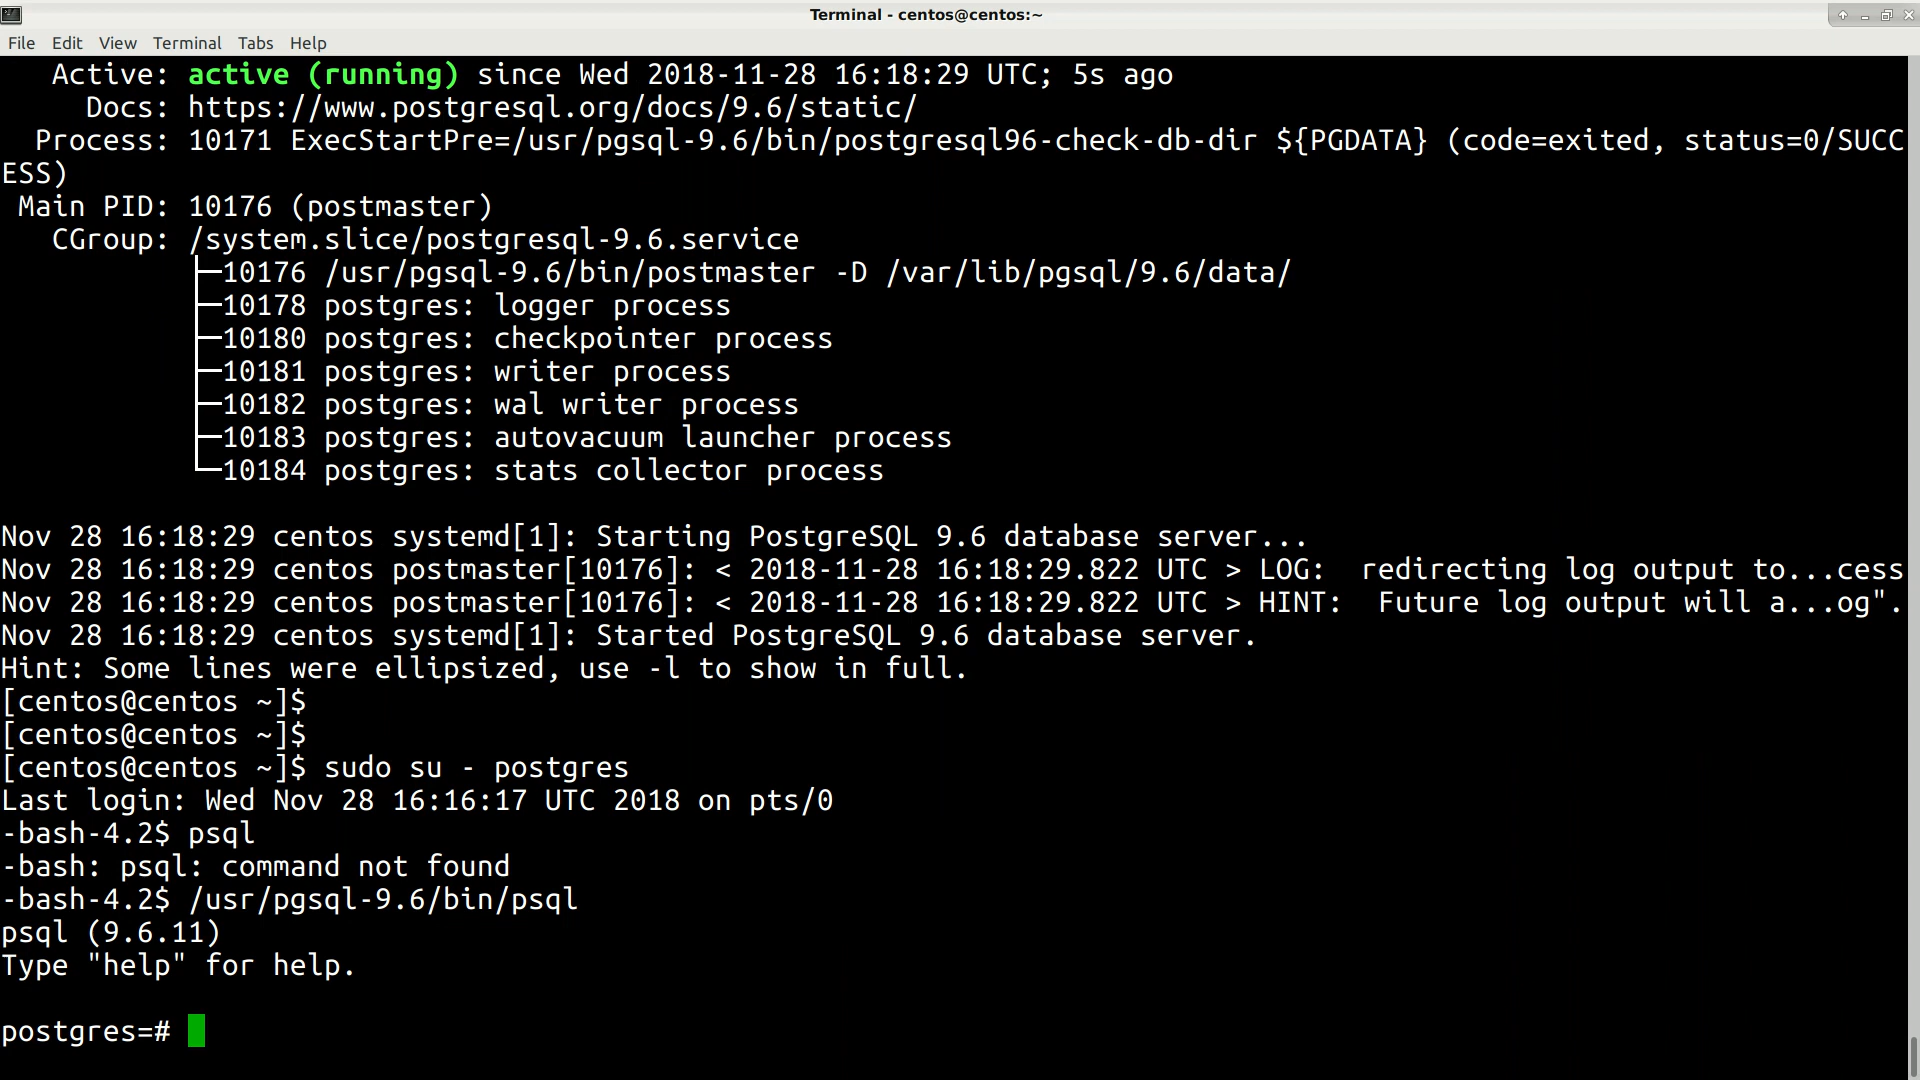 Terminal - centos@centos:~
File Edit View Terminal Tabs Help
Active: active (running) since Wed 2018-11-28 16:18:29 UTC; 5s ago
Docs: https://www.postgresql.org/docs/9.6/static/
Process: 10171 ExecStartPre=/usr/pgsql-9.6/bin/postgresql96-check-db-dir ${PGDATA} (code=exited, status=0/SUCC
ESS)
Main PID: 10176 (postmaster)
CGroup: /system.slice/postgresql-9.6.service
├─10176 /usr/pgsql-9.6/bin/postmaster -D /var/lib/pgsql/9.6/data/
├─10178 postgres: logger process
├─10180 postgres: checkpointer process
├─10181 postgres: writer process
├─10182 postgres: wal writer process
├─10183 postgres: autovacuum launcher process
└─10184 postgres: stats collector process
Nov 28 16:18:29 centos systemd[1]: Starting PostgreSQL 9.6 database server...
Nov 28 16:18:29 centos postmaster[10176]: < 2018-11-28 16:18:29.822 UTC > LOG:  redirecting log output to...cess
Nov 28 16:18:29 centos postmaster[10176]: < 2018-11-28 16:18:29.822 UTC > HINT:  Future log output will a...og".
Nov 28 16:18:29 centos systemd[1]: Started PostgreSQL 9.6 database server.
Hint: Some lines were ellipsized, use -l to show in full.
[centos@centos ~]$
[centos@centos ~]$
[centos@centos ~]$ sudo su - postgres
Last login: Wed Nov 28 16:16:17 UTC 2018 on pts/0
-bash-4.2$ psql
-bash: psql: command not found
-bash-4.2$ /usr/pgsql-9.6/bin/psql
psql (9.6.11)
Type "help" for help.
postgres=#